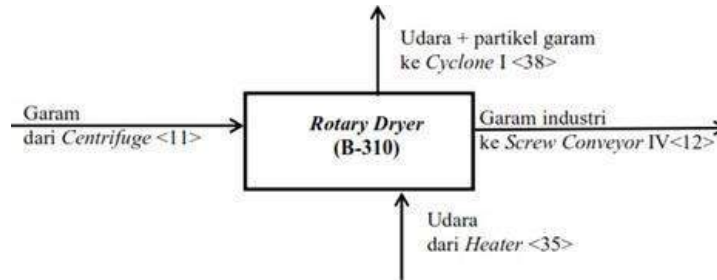 Udara + partikel garam
ke Cyclone I <38>
Garam
dari Centrifuge <11>
Rotary Dryer
(B-310)
Garam industri
ke Screw Conveyor IV<12>
Udara
dari Heater <35>